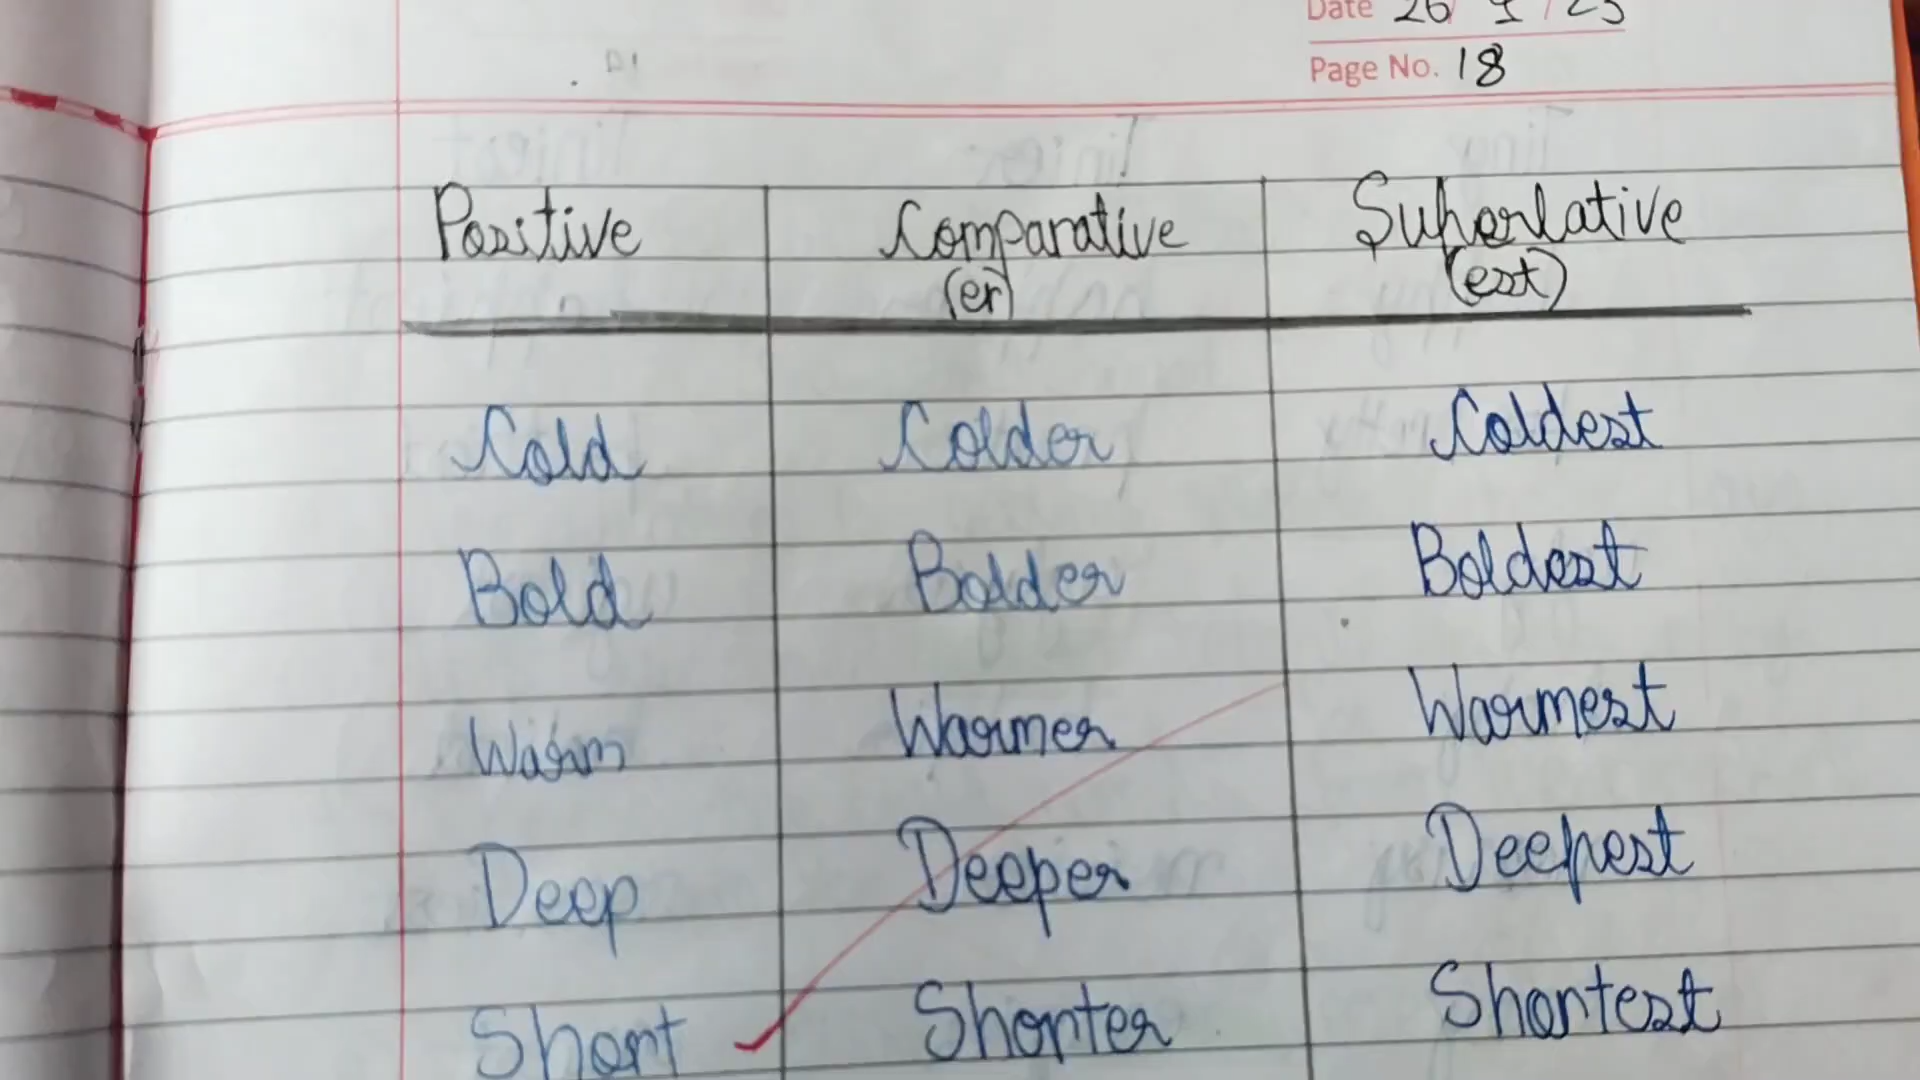 Date 26/9/25
Page No. 18
Positive Comparative Superlative
(er) (est)
Cold Colder Coldest
Bold Bolder Boldest
Warm Warmer Warmest
Deep Deeper Deepest
Short Shorter Shortest